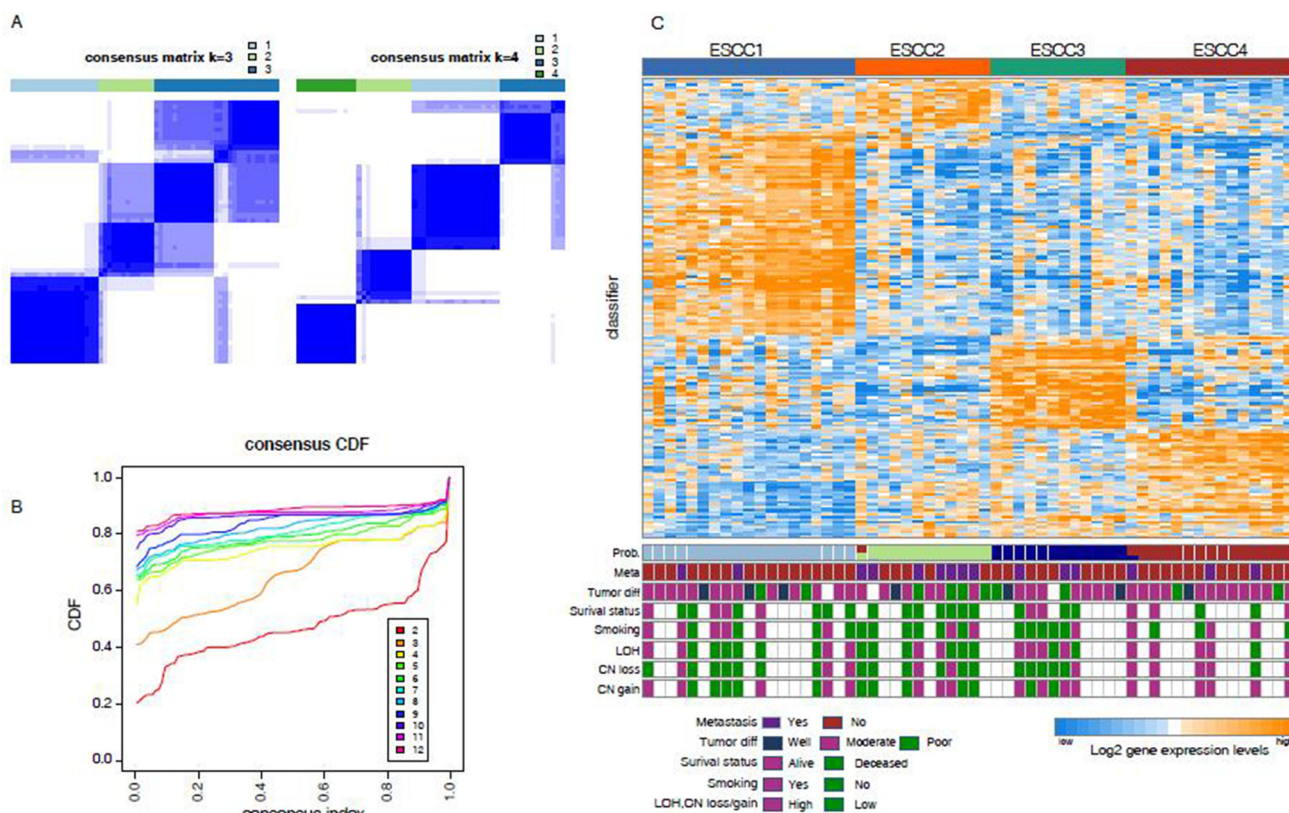 A
consensus matrix k=3
1
2
3
consensus matrix k=4
1
2
3
4
B
consensus CDF
CDF
1.0
0.8
0.6
0.4
0.2
0.0
2
3
4
5
6
7
8
9
10
11
12
0.0 0.2 0.4 0.6 0.8 1.0
consensus index
C
ESCC1 ESCC2 ESCC3 ESCC4
classifier
Prob.
Meta
Tumor diff
Surival status
Smoking
LOH
CN loss
CN gain
Metastasis Yes No
Tumor diff Well Moderate Poor
Surival status Alive Deceased
Smoking Yes No
LOH,CN loss/gain High Low
low hig
Log2 gene expression levels